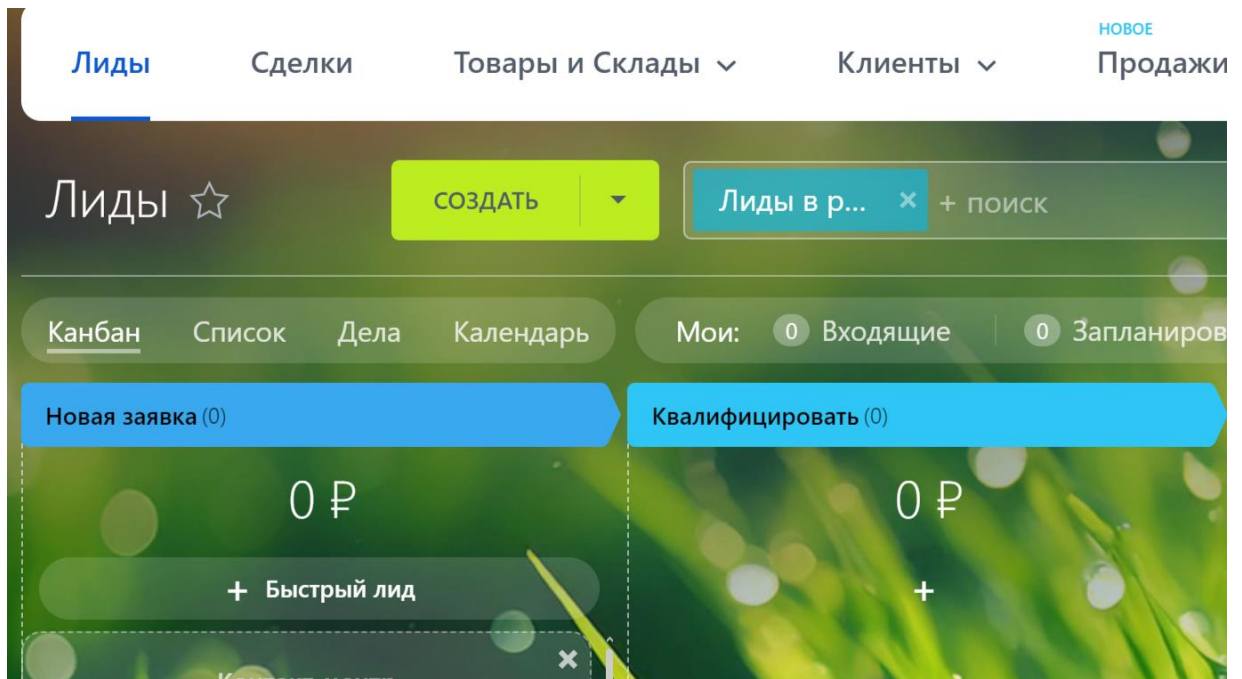 НОВОЕ
Лиды Сделки Товары и Склады Клиенты Продажи
Лиды СОЗДАТЬ Лиды в р... × + поиск
Канбан Список Дела Календарь Мои: 0 Входящие 0 Запланиров
Новая заявка (0) Квалифицировать (0)
0 ₽ 0 ₽
+ Быстрый лид +